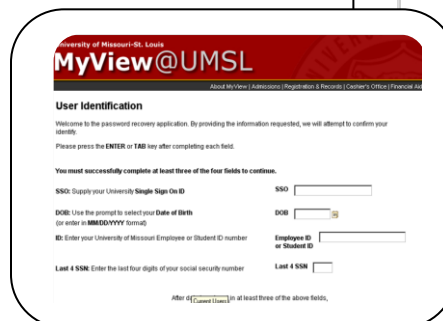 University of Missouri-St. Louis
MyView@UMSL
About MyView | Admissions | Registration & Records | Cashier's Office | Financial Aid
User Identification
Welcome to the password recovery application. By providing the information requested, we will attempt to confirm your
identify.
Please press the ENTER or TAB key after completing each field.
You must successfully complete at least three of the four fields to continue.
SSO: Supply your University Single Sign On ID SSO
DOB: Use the prompt to select your Date of Birth DOB
(or enter in MM/DD/YYYY format)
ID: Enter your University of Missouri Employee or Student ID number Employee ID
or Student ID
Last 4 SSN: Enter the last four digits of your social security number Last 4 SSN
After in at least three of the above fields,
Current Users